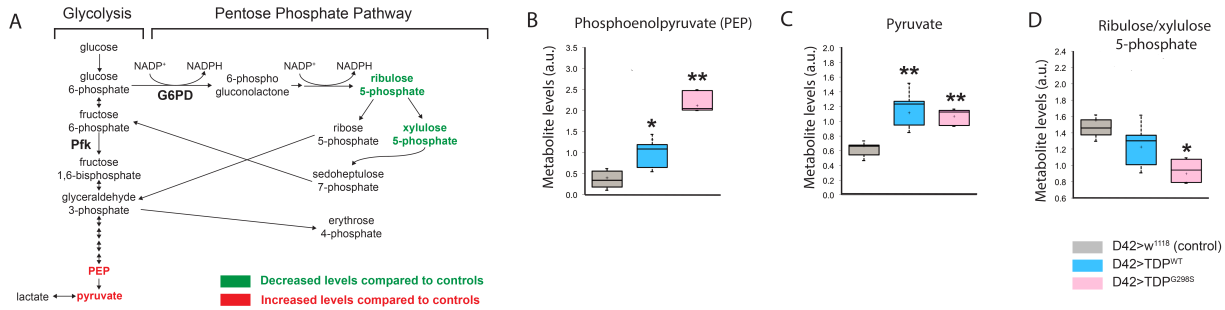 A
Glycolysis
Pentose Phosphate Pathway
glucose
glucose
6-phosphate
NADP⁺
NADPH
G6PD
6-phospho
gluconolactone
NADP⁺
NADPH
ribulose
5-phosphate
fructose
6-phosphate
Pfk
ribose
5-phosphate
xylulose
5-phosphate
fructose
1,6-bisphosphate
sedoheptulose
7-phosphate
glyceraldehyde
3-phosphate
erythrose
4-phosphate
PEP
lactate
pyruvate
Decreased levels compared to controls
Increased levels compared to controls
B
Phosphoenolpyruvate (PEP)
Metabolite levels (a.u.)
3.5
3.0
2.5
2.0
1.5
1.0
0.5
0.0
*
**
C
Pyruvate
Metabolite levels (a.u.)
2.0
1.8
1.6
1.4
1.2
1.0
0.8
0.6
0.4
0.2
0.0
**
**
D
Ribulose/xylulose
5-phosphate
Metabolite levels (a.u.)
2.4
2.2
2.0
1.8
1.6
1.4
1.2
1.0
0.8
0.6
*
D42>w¹¹¹⁸ (control)
D42>TDPᵂᵀ
D42>TDPᴳ²⁹⁸ˢ